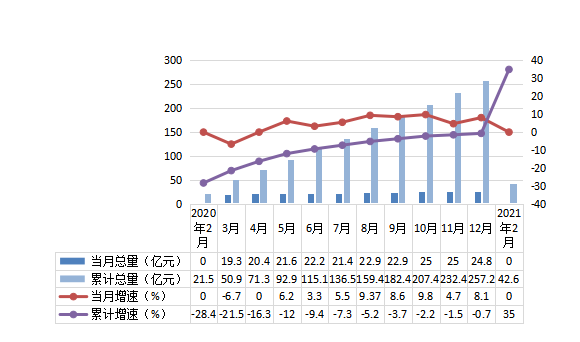 300 40
250 30
200 20
150 10
100 0
50 -10
0 -20
-30
-40
2020年2月 3月 4月 5月 6月 7月 8月 9月 10月 11月 12月 2021年2月
当月总量（亿元） 0 19.3 20.4 21.6 22.2 21.4 22.9 22.9 25 25 24.8 0
累计总量（亿元） 21.5 50.9 71.3 92.9 115.1 136.5 159.4 182.4 207.4 232.4 257.2 42.6
当月增速（%） 0 -6.7 0 6.2 3.3 5.5 9.37 8.6 9.8 4.7 8.1 0
累计增速（%） -28.4 -21.5 -16.3 -12 -9.4 -7.3 -5.2 -3.7 -2.2 -1.5 -0.7 35